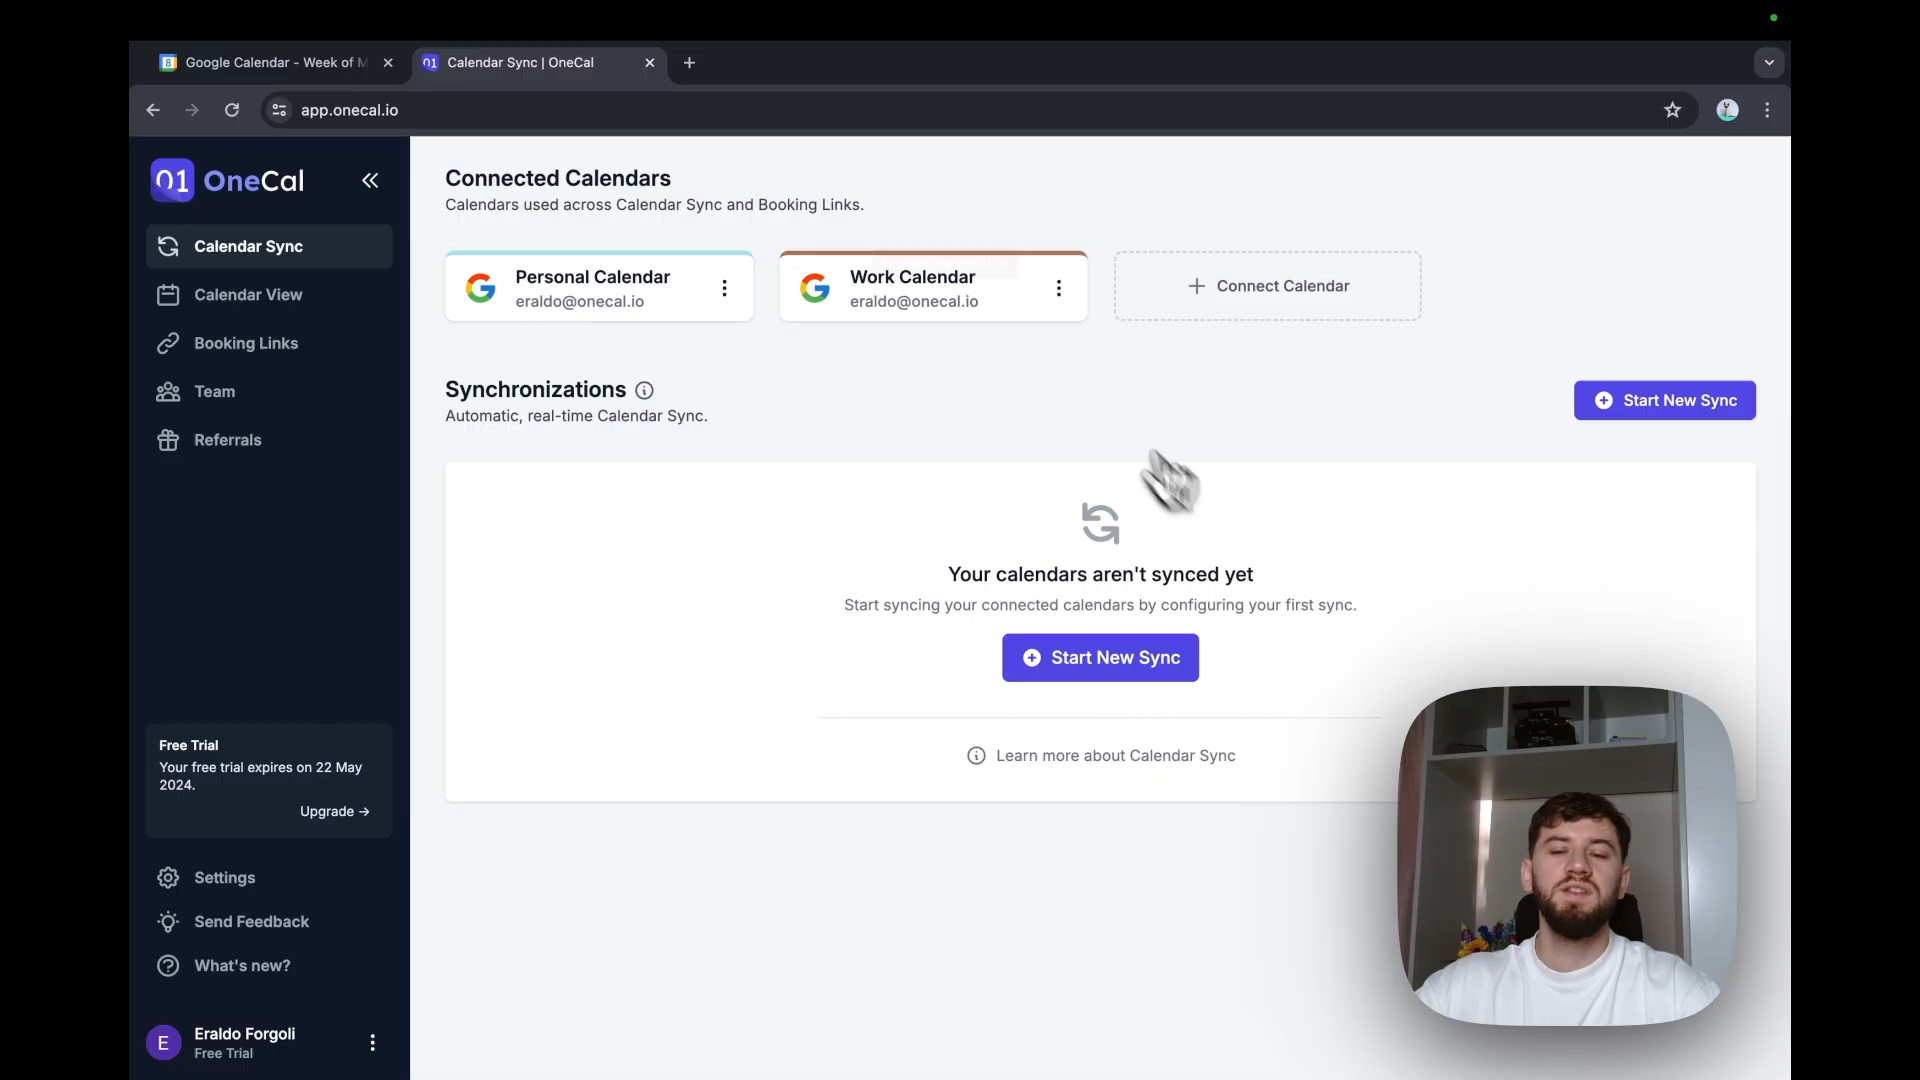 Google Calendar - Week of M
Calendar Sync | OneCal
app.onecal.io
01 OneCal
Calendar Sync
Calendar View
Booking Links
Team
Referrals
Free Trial
Your free trial expires on 22 May
2024.
Upgrade →
Settings
Send Feedback
What's new?
E
Eraldo Forgoli
Free Trial
Connected Calendars
Calendars used across Calendar Sync and Booking Links.
Personal Calendar
eraldo@onecal.io
Work Calendar
eraldo@onecal.io
Connect Calendar
Synchronizations
Automatic, real-time Calendar Sync.
Start New Sync
Your calendars aren't synced yet
Start syncing your connected calendars by configuring your first sync.
Start New Sync
Learn more about Calendar Sync